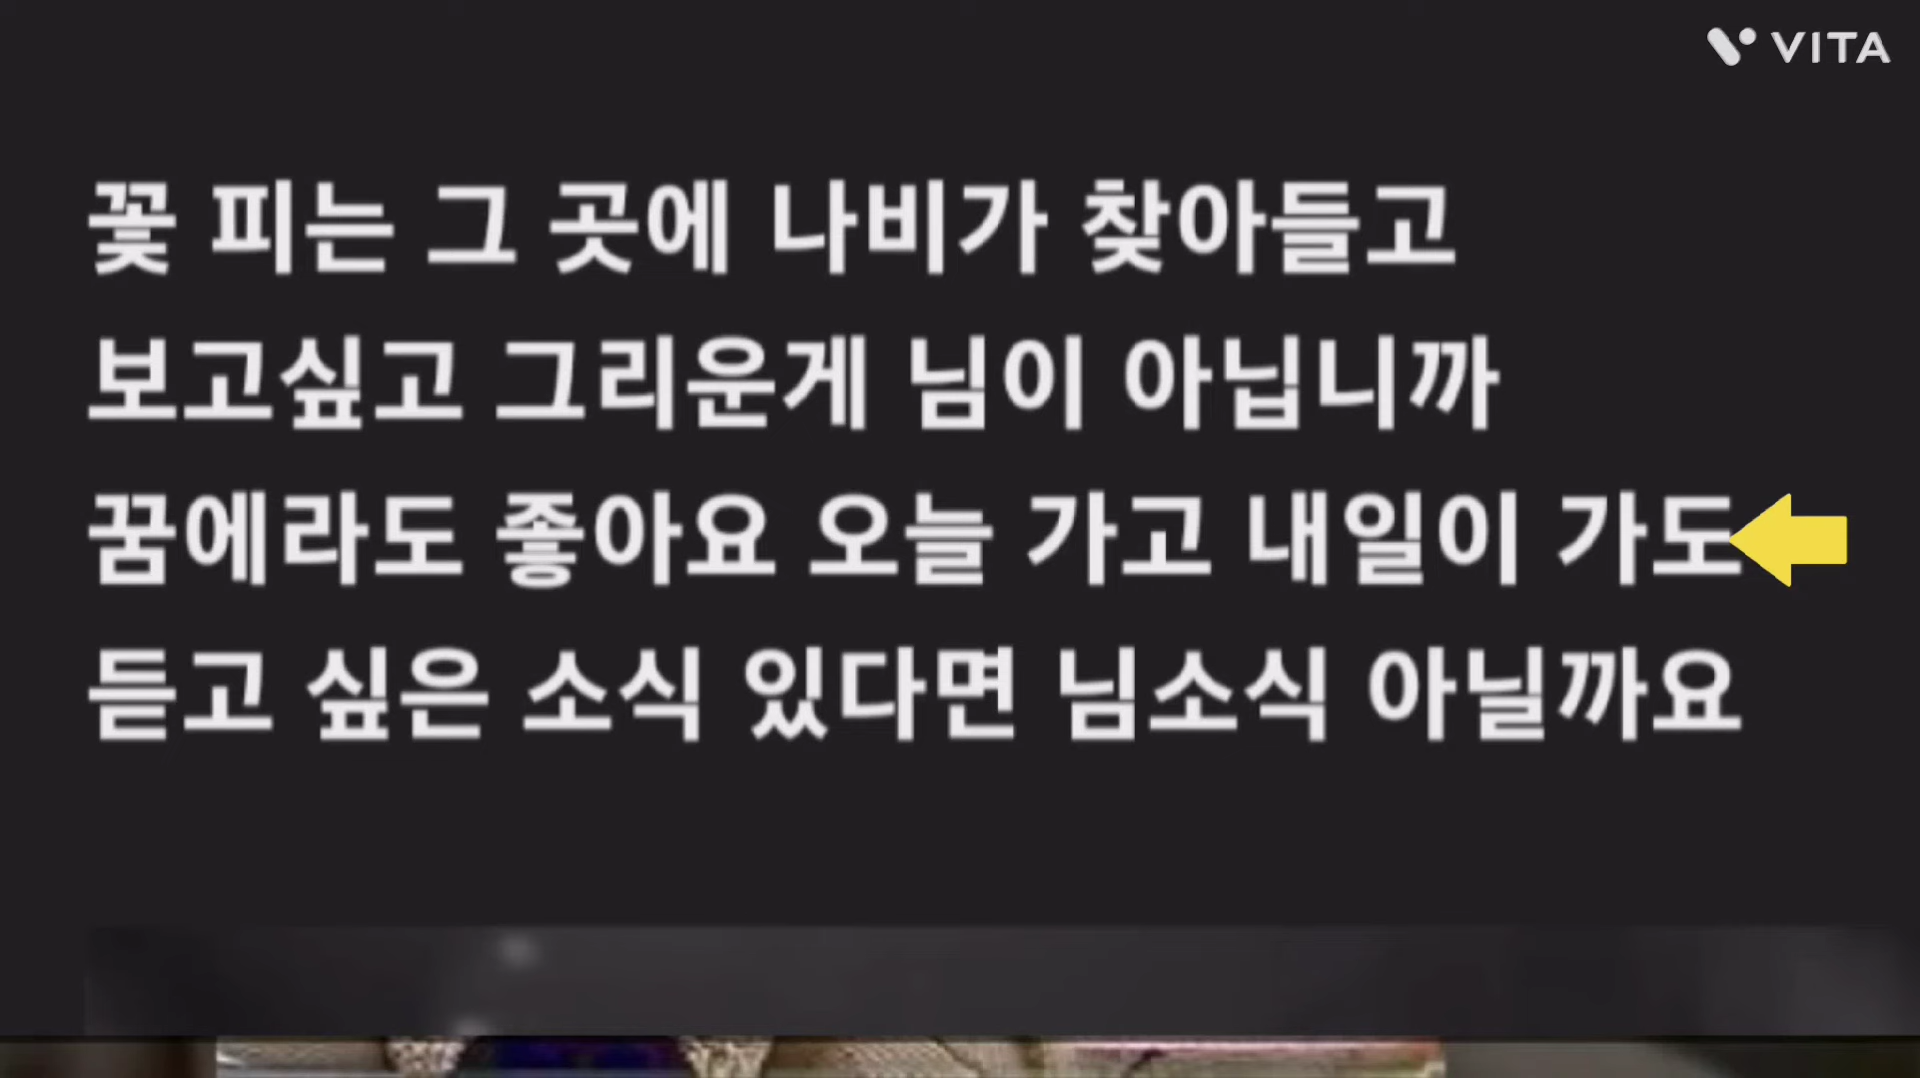 VITA
꽃 피는 그 곳에 나비가 찾아들고
보고싶고 그리운게 님이 아닙니까
꿈에라도 좋아요 오늘 가고 내일이 가도
듣고 싶은 소식 있다면 님소식 아닐까요